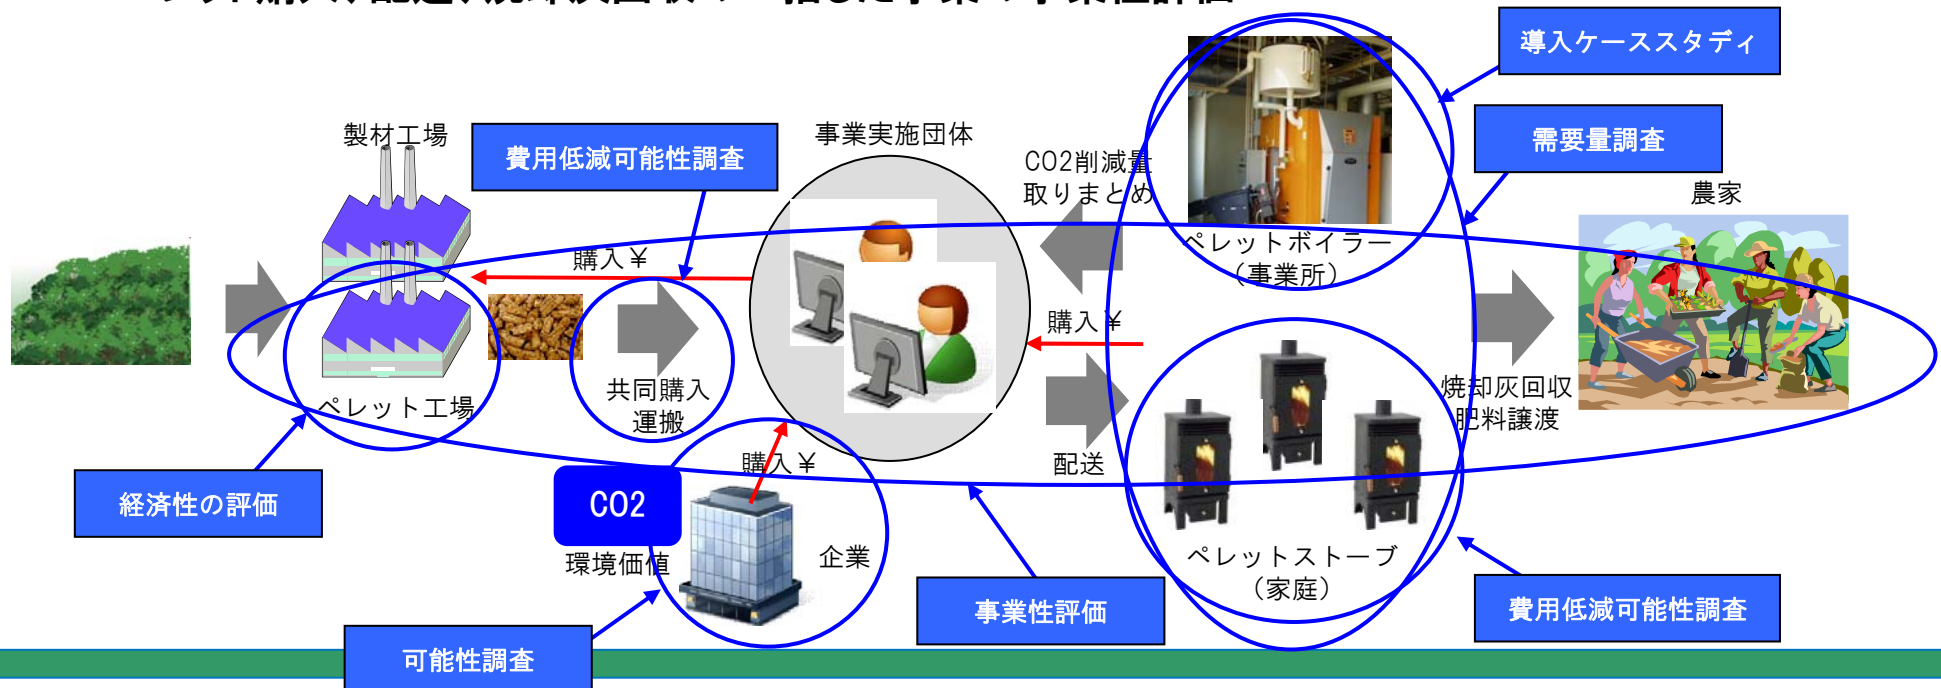 導入ケーススタディ
製材工場
費用低減可能性調査
事業実施団体
CO2削減量
取りまとめ
需要量調査
農家
購入￥
ペレットボイラー
（事業所）
購入￥
共同購入
運搬
ペレット工場
焼却灰回収
肥料譲渡
購入￥
配送
経済性の評価
CO2
環境価値
企業
ペレットストーブ
（家庭）
事業性評価
費用低減可能性調査
可能性調査